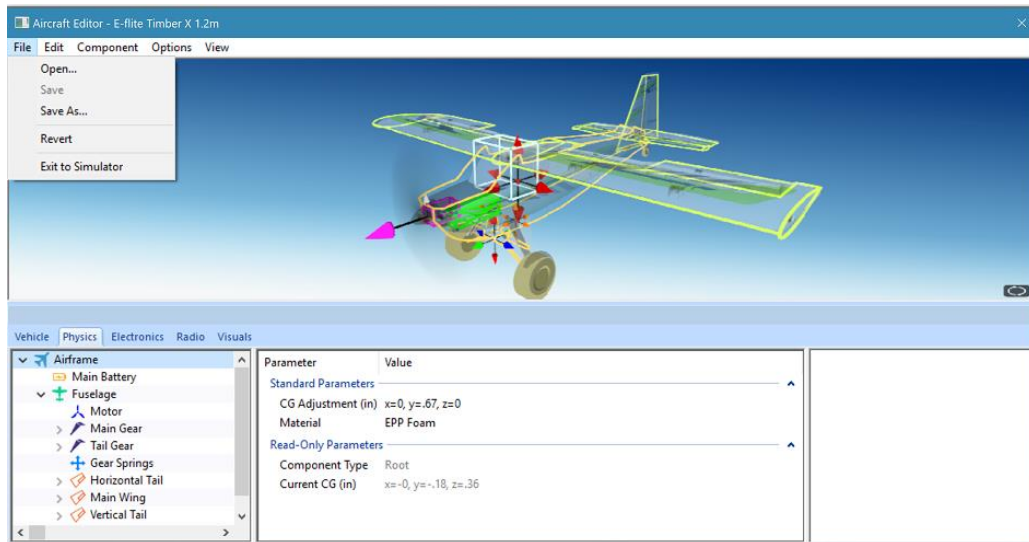 Aircraft Editor - E-flite Timber X 1.2m
File Edit Component Options View
Open...
Save
Save As...
Revert
Exit to Simulator
Vehicle Physics Electronics Radio Visuals
Airframe
Main Battery
Fuselage
Motor
Main Gear
Tail Gear
Gear Springs
Horizontal Tail
Main Wing
Vertical Tail
Parameter Value
Standard Parameters
CG Adjustment (in) x=0, y=.67, z=0
Material EPP Foam
Read-Only Parameters
Component Type Root
Current CG (in) x=-0, y=-.18, z=.36